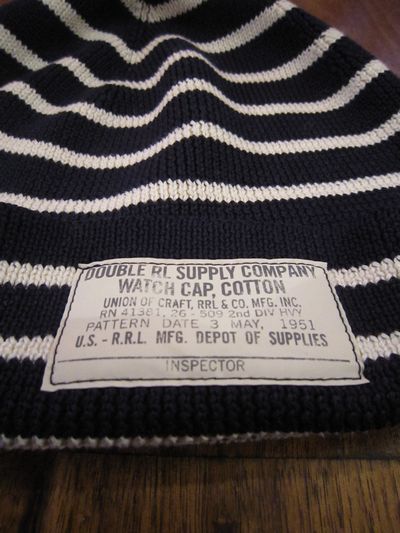 DOUBLE RL SUPPLY COMPANY
WATCH CAP, COTTON
UNION OF CRAFT, RRL & CO. MFG. INC.
RN 41381, 26 - 509 2nd DIV HVY
PATTERN DATE 3 MAY, 1951
U.S. - R.R.L. MFG. DEPOT OF SUPPLIES
INSPECTOR